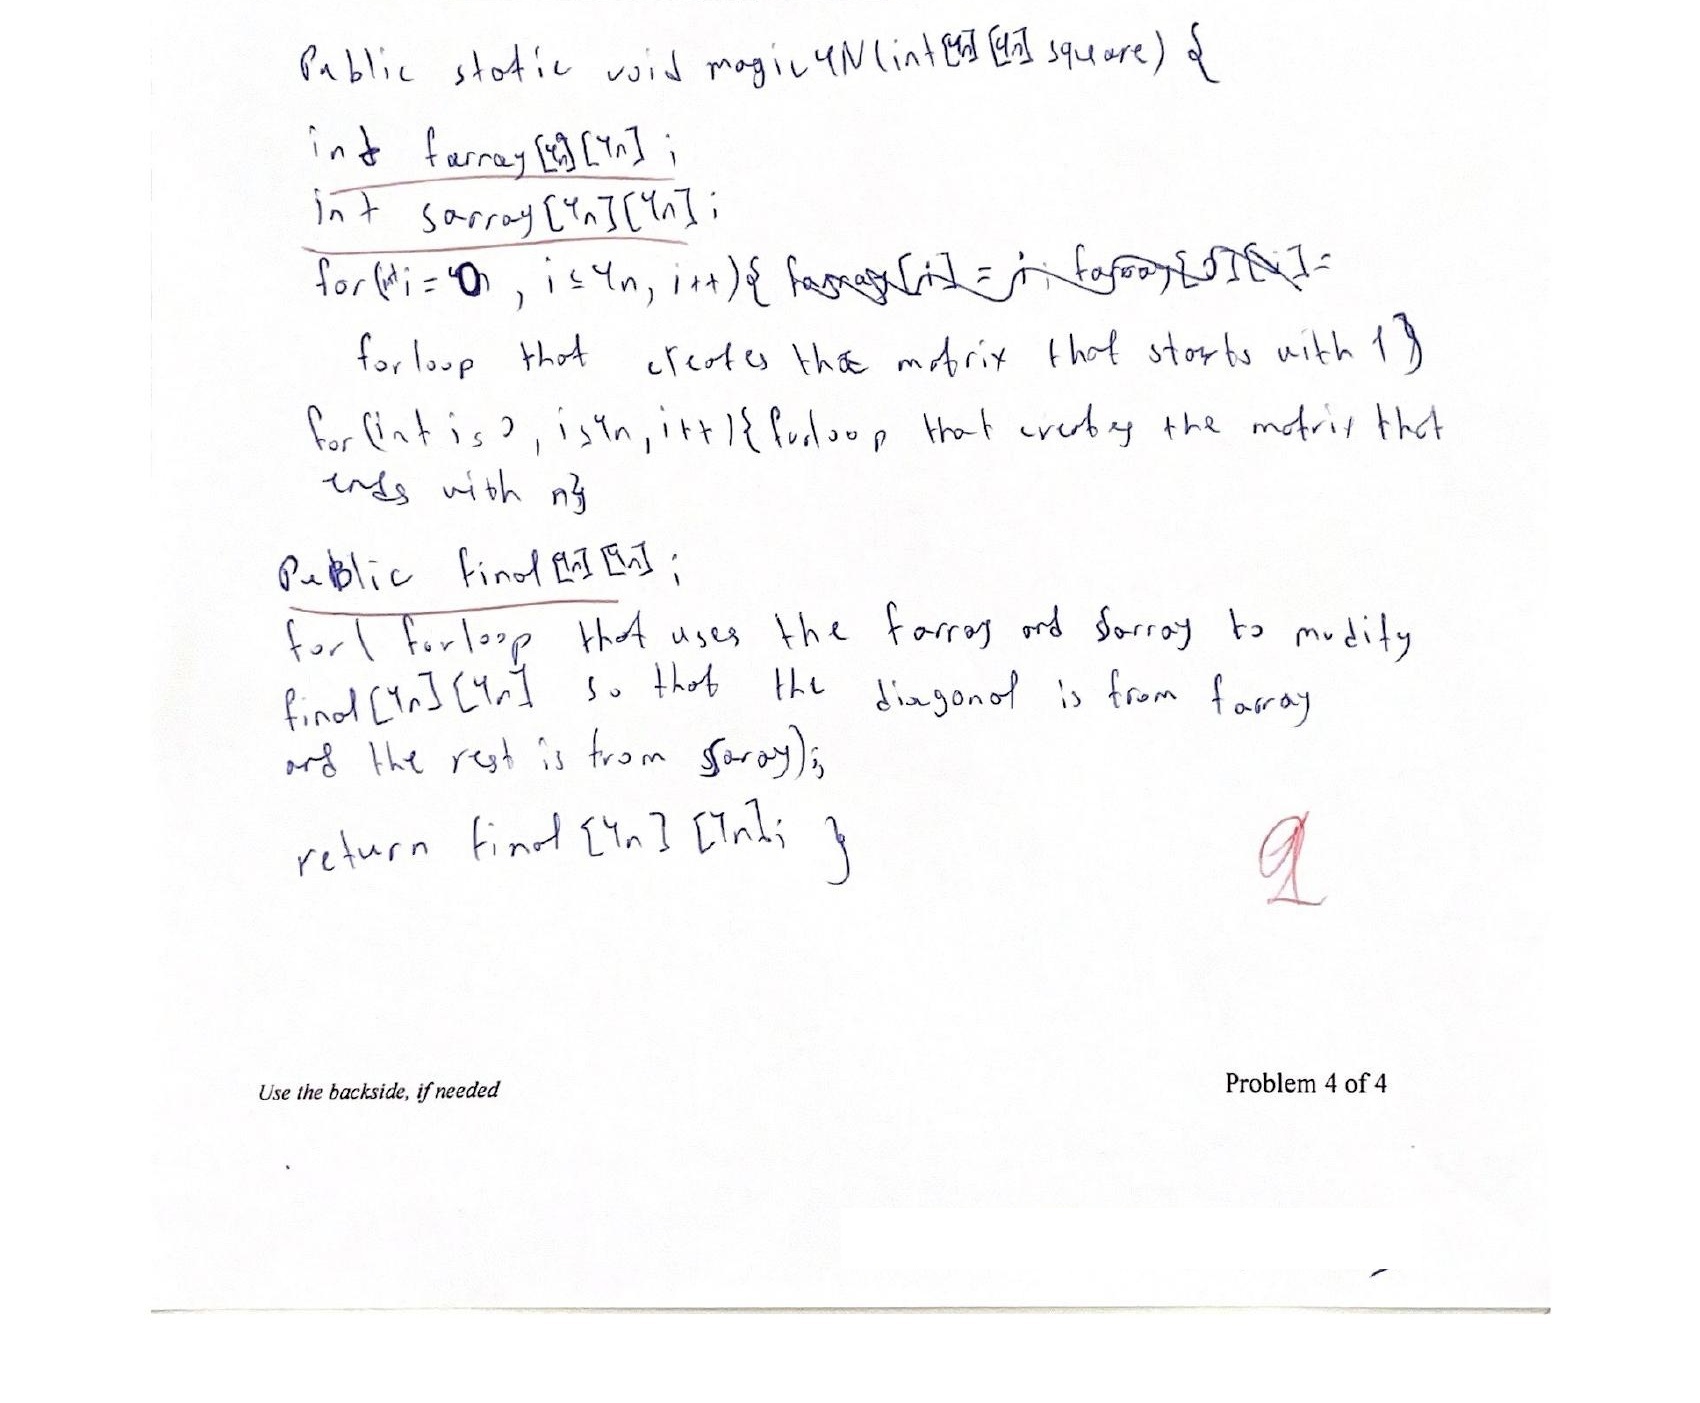 Public static void magic4N(int[4n][4n] square) {
int farray[4n][4n];
int sarray[4n][4n];
for(int i = 0, i ≤ 4n, i++){
for loop that creates the matrix that starts with 1}
for(int i = 0, i ≤ 4n, i++){forloop that creates the matrix that
ends with n}
Public final[4n][4n];
for( forloop that uses the farray and sarray to modify
final[4n][4n] so that the diagonal is from farray
and the rest is from sarray);
return final [4n] [4n]; }
Use the backside, if needed
Problem 4 of 4